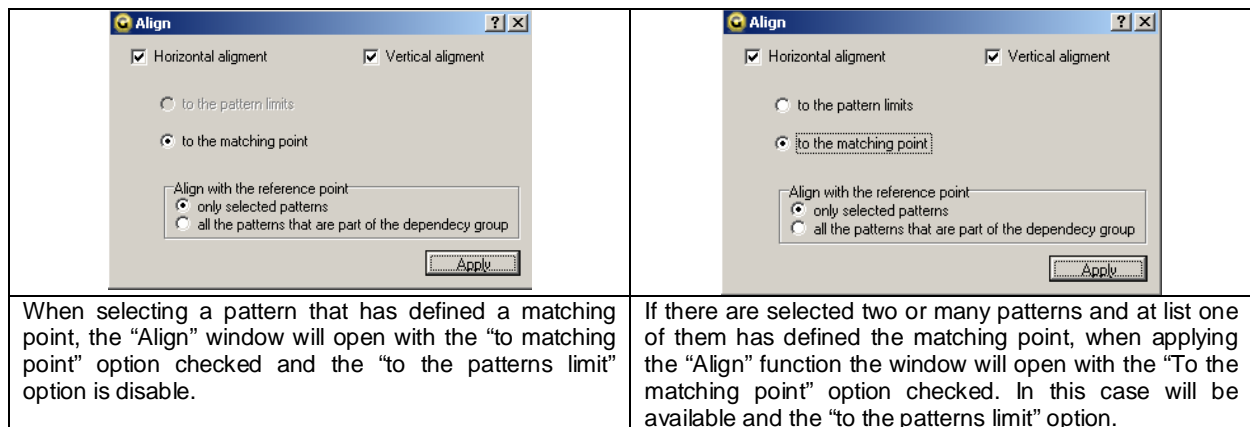 Align
Horizontal aligment Vertical aligment
to the pattern limits
to the matching point
Align with the reference point
only selected patterns
all the patterns that are part of the dependecy group
Apply
When selecting a pattern that has defined a matching
point, the “Align” window will open with the “to matching
point” option checked and the “to the patterns limit”
option is disable.
Align
Horizontal aligment Vertical aligment
to the pattern limits
to the matching point
Align with the reference point
only selected patterns
all the patterns that are part of the dependecy group
Apply
If there are selected two or many patterns and at list one
of them has defined the matching point, when applying
the “Align” function the window will open with the “To the
matching point” option checked. In this case will be
available and the “to the patterns limit” option.